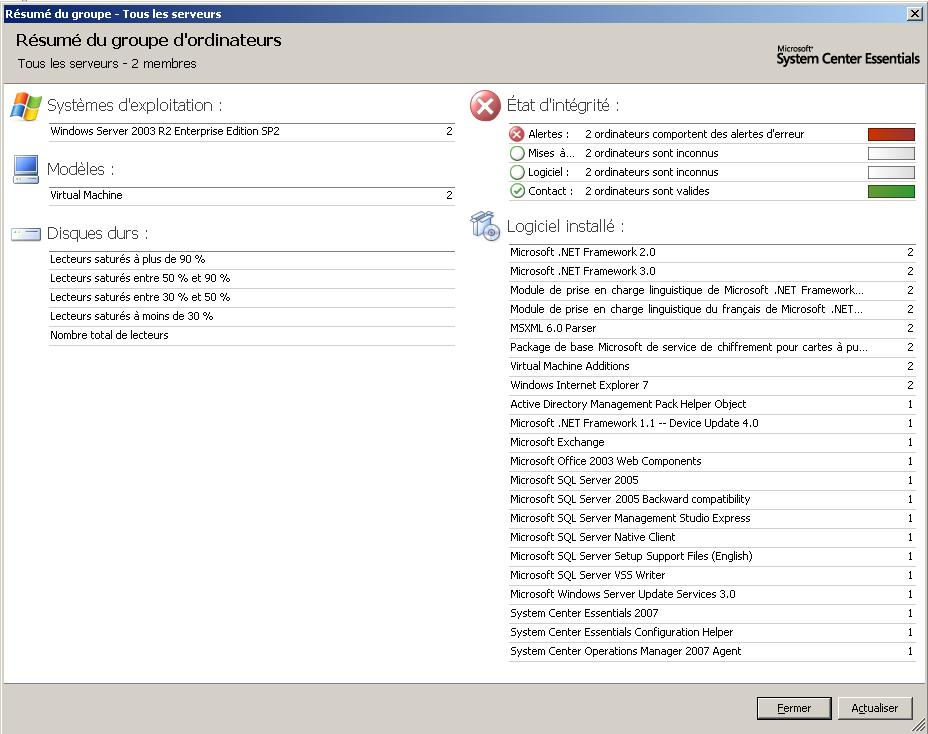 Résumé du groupe - Tous les serveurs
Résumé du groupe d'ordinateurs
Tous les serveurs - 2 membres
Microsoft®
System Center Essentials
Systèmes d'exploitation :
Windows Server 2003 R2 Enterprise Edition SP2 2
Modèles :
Virtual Machine 2
Disques durs :
Lecteurs saturés à plus de 90 %
Lecteurs saturés entre 50 % et 90 %
Lecteurs saturés entre 30 % et 50 %
Lecteurs saturés à moins de 30 %
Nombre total de lecteurs
État d'intégrité :
Alertes : 2 ordinateurs comportent des alertes d'erreur
Mises à... 2 ordinateurs sont inconnus
Logiciel : 2 ordinateurs sont inconnus
Contact : 2 ordinateurs sont valides
Logiciel installé :
Microsoft .NET Framework 2.0 2
Microsoft .NET Framework 3.0 2
Module de prise en charge linguistique de Microsoft .NET Framework... 2
Module de prise en charge linguistique du français de Microsoft .NET... 2
MSXML 6.0 Parser 2
Package de base Microsoft de service de chiffrement pour cartes à pu... 2
Virtual Machine Additions 2
Windows Internet Explorer 7 2
Active Directory Management Pack Helper Object 1
Microsoft .NET Framework 1.1 -- Device Update 4.0 1
Microsoft Exchange 1
Microsoft Office 2003 Web Components 1
Microsoft SQL Server 2005 1
Microsoft SQL Server 2005 Backward compatibility 1
Microsoft SQL Server Management Studio Express 1
Microsoft SQL Server Native Client 1
Microsoft SQL Server Setup Support Files (English) 1
Microsoft SQL Server VSS Writer 1
Microsoft Windows Server Update Services 3.0 1
System Center Essentials 2007 1
System Center Essentials Configuration Helper 1
System Center Operations Manager 2007 Agent 1
Fermer
Actualiser